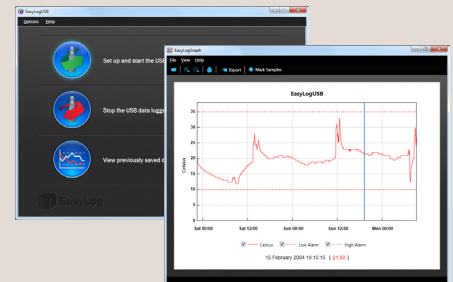 EasyLogUSB
Options Help
Set up and start the USB
Stop the USB data logg
View previously saved
EasyLog
EasyLogGraph
File View Help
Export Mark Samples
EasyLogUSB
35
30
25
20
15
10
5
0
Celsius
Sat 00:00 Sat 12:00 Sun 00:00 Sun 12:00 Mon 00:00
Celsius Low Alarm High Alarm
15 February 2004 19:15:15 [ 21.50 ]